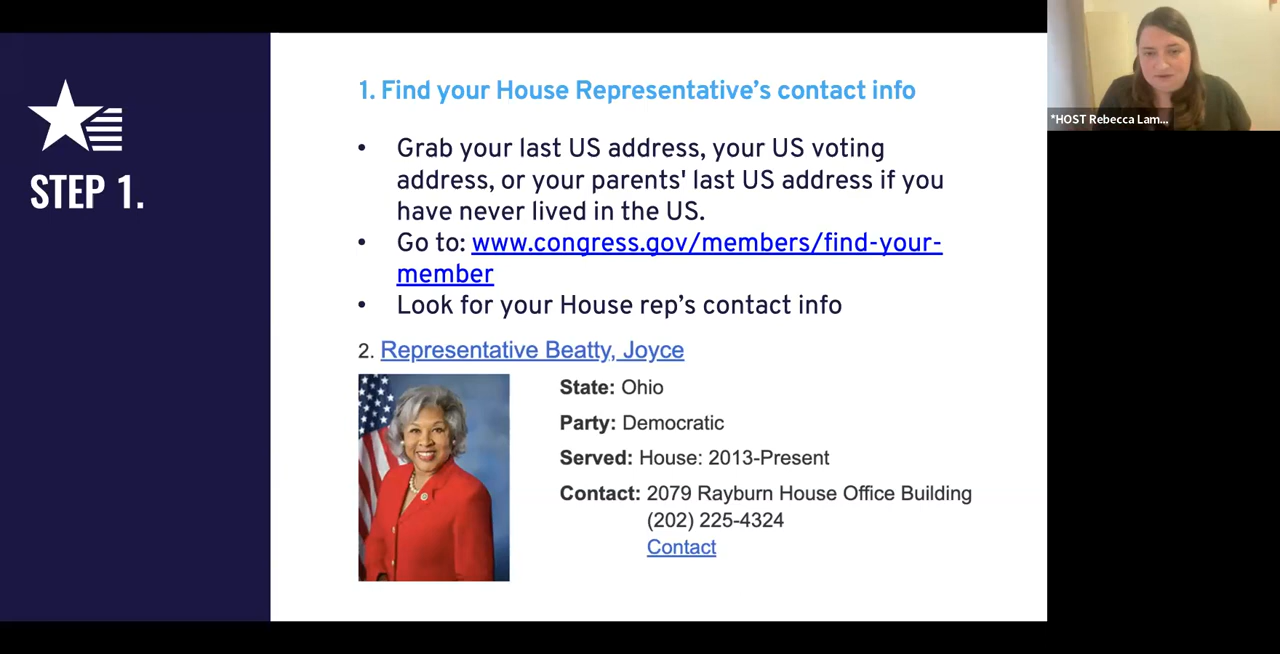 STEP 1.
1. Find your House Representative’s contact info
• Grab your last US address, your US voting
address, or your parents' last US address if you
have never lived in the US.
• Go to: www.congress.gov/members/find-your-
member
• Look for your House rep’s contact info
2. Representative Beatty, Joyce
State: Ohio
Party: Democratic
Served: House: 2013-Present
Contact: 2079 Rayburn House Office Building
(202) 225-4324
Contact
*HOST Rebecca Lam...